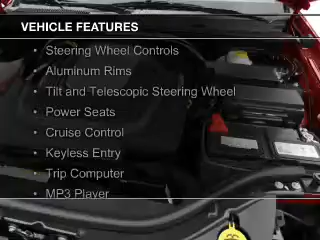 VEHICLE FEATURES
• Steering Wheel Controls
• Aluminum Rims
• Tilt and Telescopic Steering Wheel
• Power Seats
• Cruise Control
• Keyless Entry
• Trip Computer
• MP3 Player